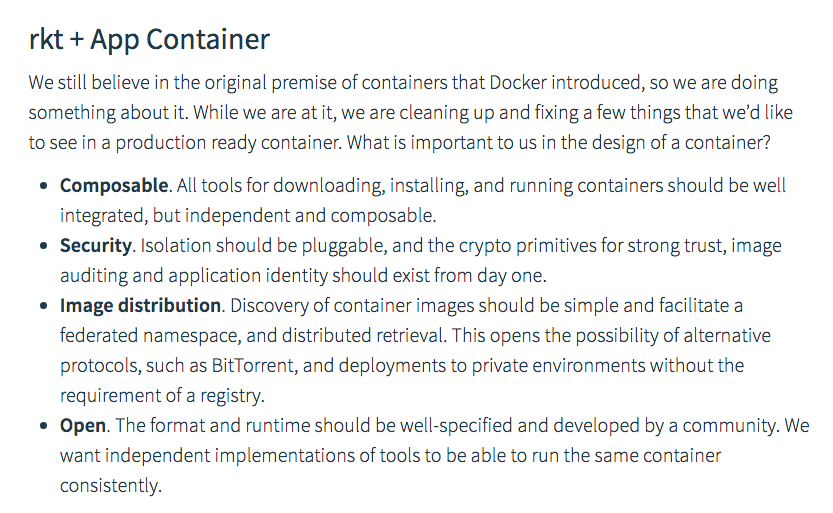 rkt + App Container
We still believe in the original premise of containers that Docker introduced, so we are doing
something about it. While we are at it, we are cleaning up and fixing a few things that we’d like
to see in a production ready container. What is important to us in the design of a container?
• Composable. All tools for downloading, installing, and running containers should be well
integrated, but independent and composable.
• Security. Isolation should be pluggable, and the crypto primitives for strong trust, image
auditing and application identity should exist from day one.
• Image distribution. Discovery of container images should be simple and facilitate a
federated namespace, and distributed retrieval. This opens the possibility of alternative
protocols, such as BitTorrent, and deployments to private environments without the
requirement of a registry.
• Open. The format and runtime should be well-specified and developed by a community. We
want independent implementations of tools to be able to run the same container
consistently.